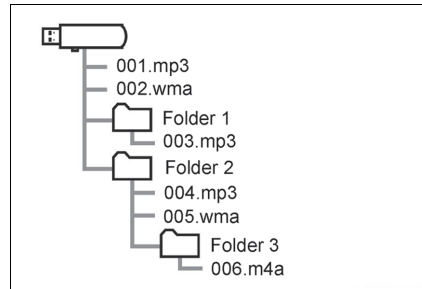 001.mp3
002.wma
Folder 1
003.mp3
Folder 2
004.mp3
005.wma
Folder 3
006.m4a